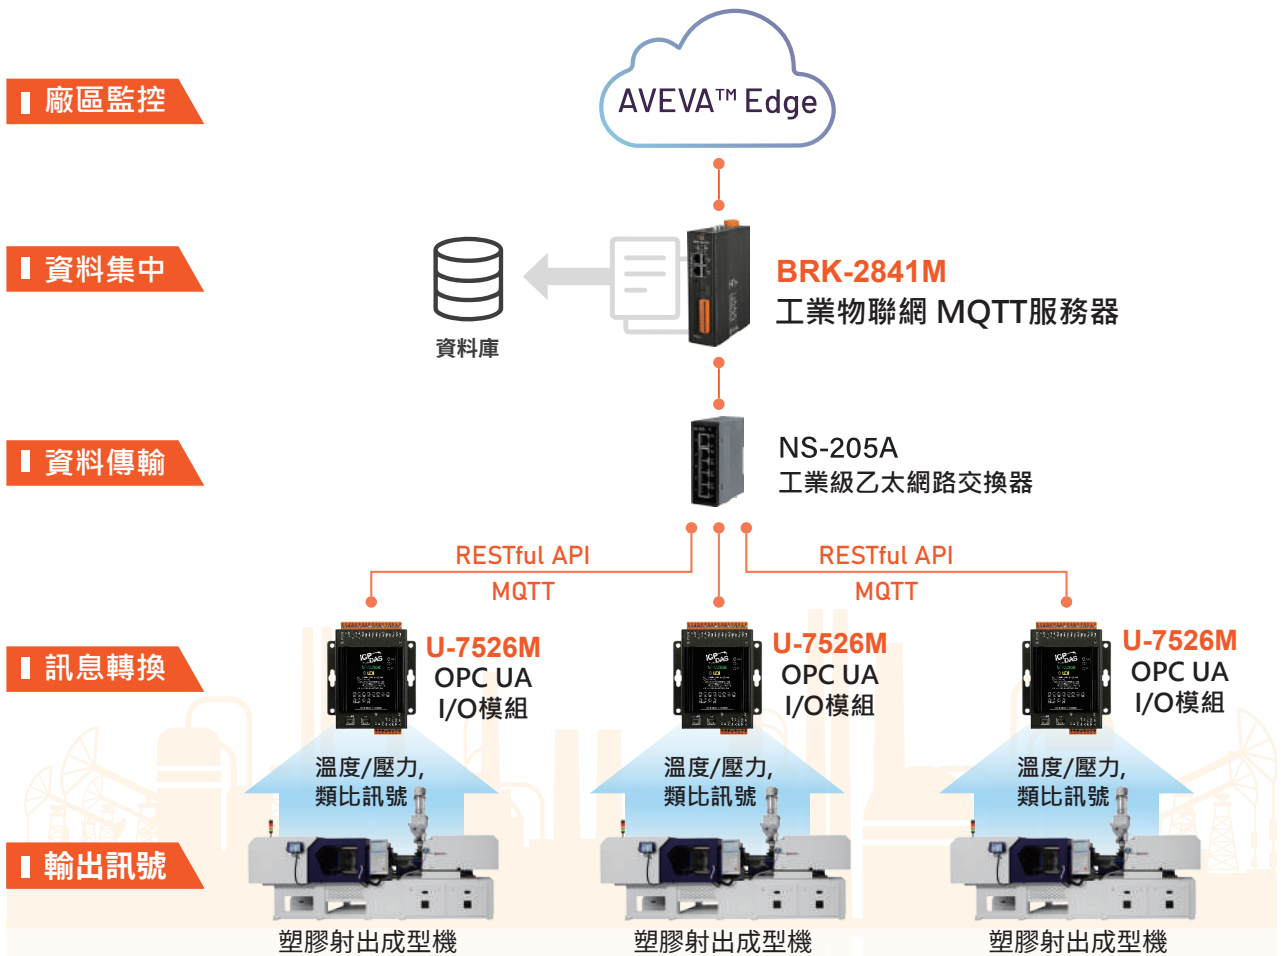 廠區監控
AVEVA™ Edge
資料集中
BRK-2841M
工業物聯網 MQTT服務器
資料庫
資料傳輸
NS-205A
工業級乙太網路交換器
RESTful API
MQTT
RESTful API
MQTT
訊息轉換
U-7526M
OPC UA
I/O模組
U-7526M
OPC UA
I/O模組
U-7526M
OPC UA
I/O模組
溫度/壓力,
類比訊號
溫度/壓力,
類比訊號
溫度/壓力,
類比訊號
輸出訊號
塑膠射出成型機
塑膠射出成型機
塑膠射出成型機